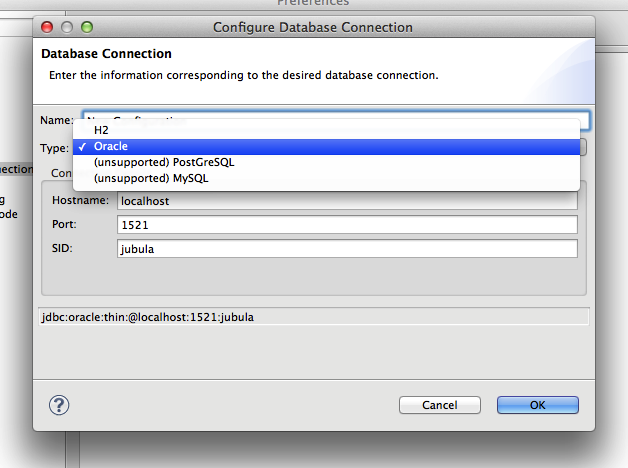 Preferences
Configure Database Connection
Database Connection
Enter the information corresponding to the desired database connection.
Name:
H2
Type: ✓ Oracle
(unsupported) PostGreSQL
Con
(unsupported) MySQL
Hostname: localhost
Port: 1521
SID: jubula
jdbc:oracle:thin:@localhost:1521:jubula
? Cancel OK
nection
g
ode